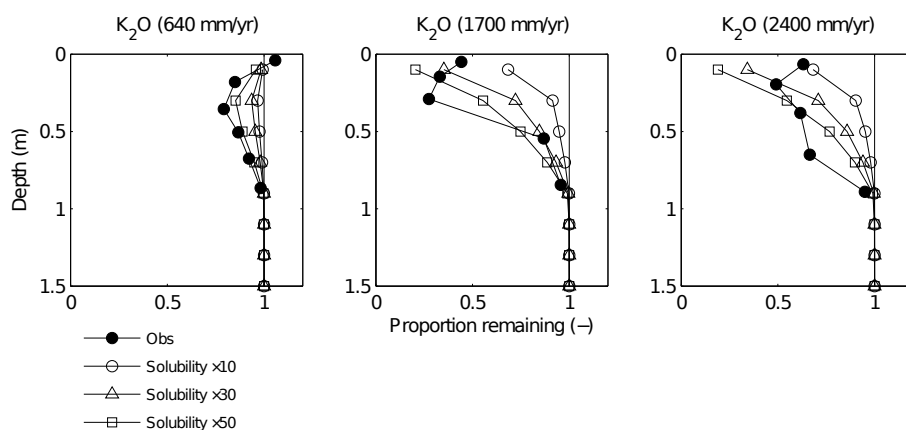 K₂O (640 mm/yr)
K₂O (1700 mm/yr)
K₂O (2400 mm/yr)
Depth (m)
0
0.5
1
1.5
0
0.5
1
0
0.5
1
1.5
0
0.5
1
0
0.5
1
1.5
0
0.5
1
Proportion remaining (−)
Obs
Solubility ×10
Solubility ×30
Solubility ×50